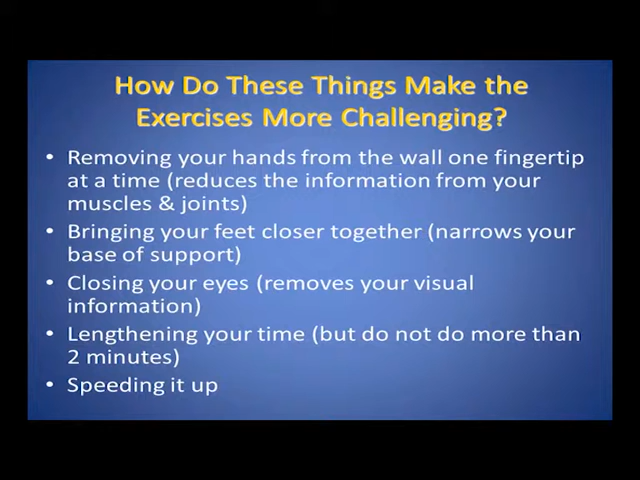 How Do These Things Make the
Exercises More Challenging?
• Removing your hands from the wall one fingertip
at a time (reduces the information from your
muscles & joints)
• Bringing your feet closer together (narrows your
base of support)
• Closing your eyes (removes your visual
information)
• Lengthening your time (but do not do more than
2 minutes)
• Speeding it up